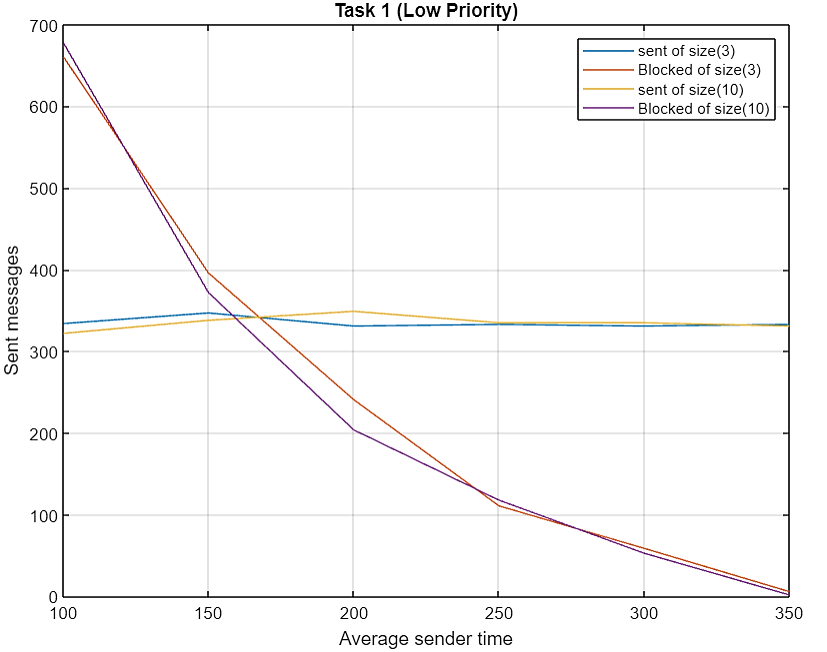 Task 1 (Low Priority)
sent of size(3)
Blocked of size(3)
sent of size(10)
Blocked of size(10)
Sent messages
700
600
500
400
300
200
100
0
100 150 200 250 300 350
Average sender time